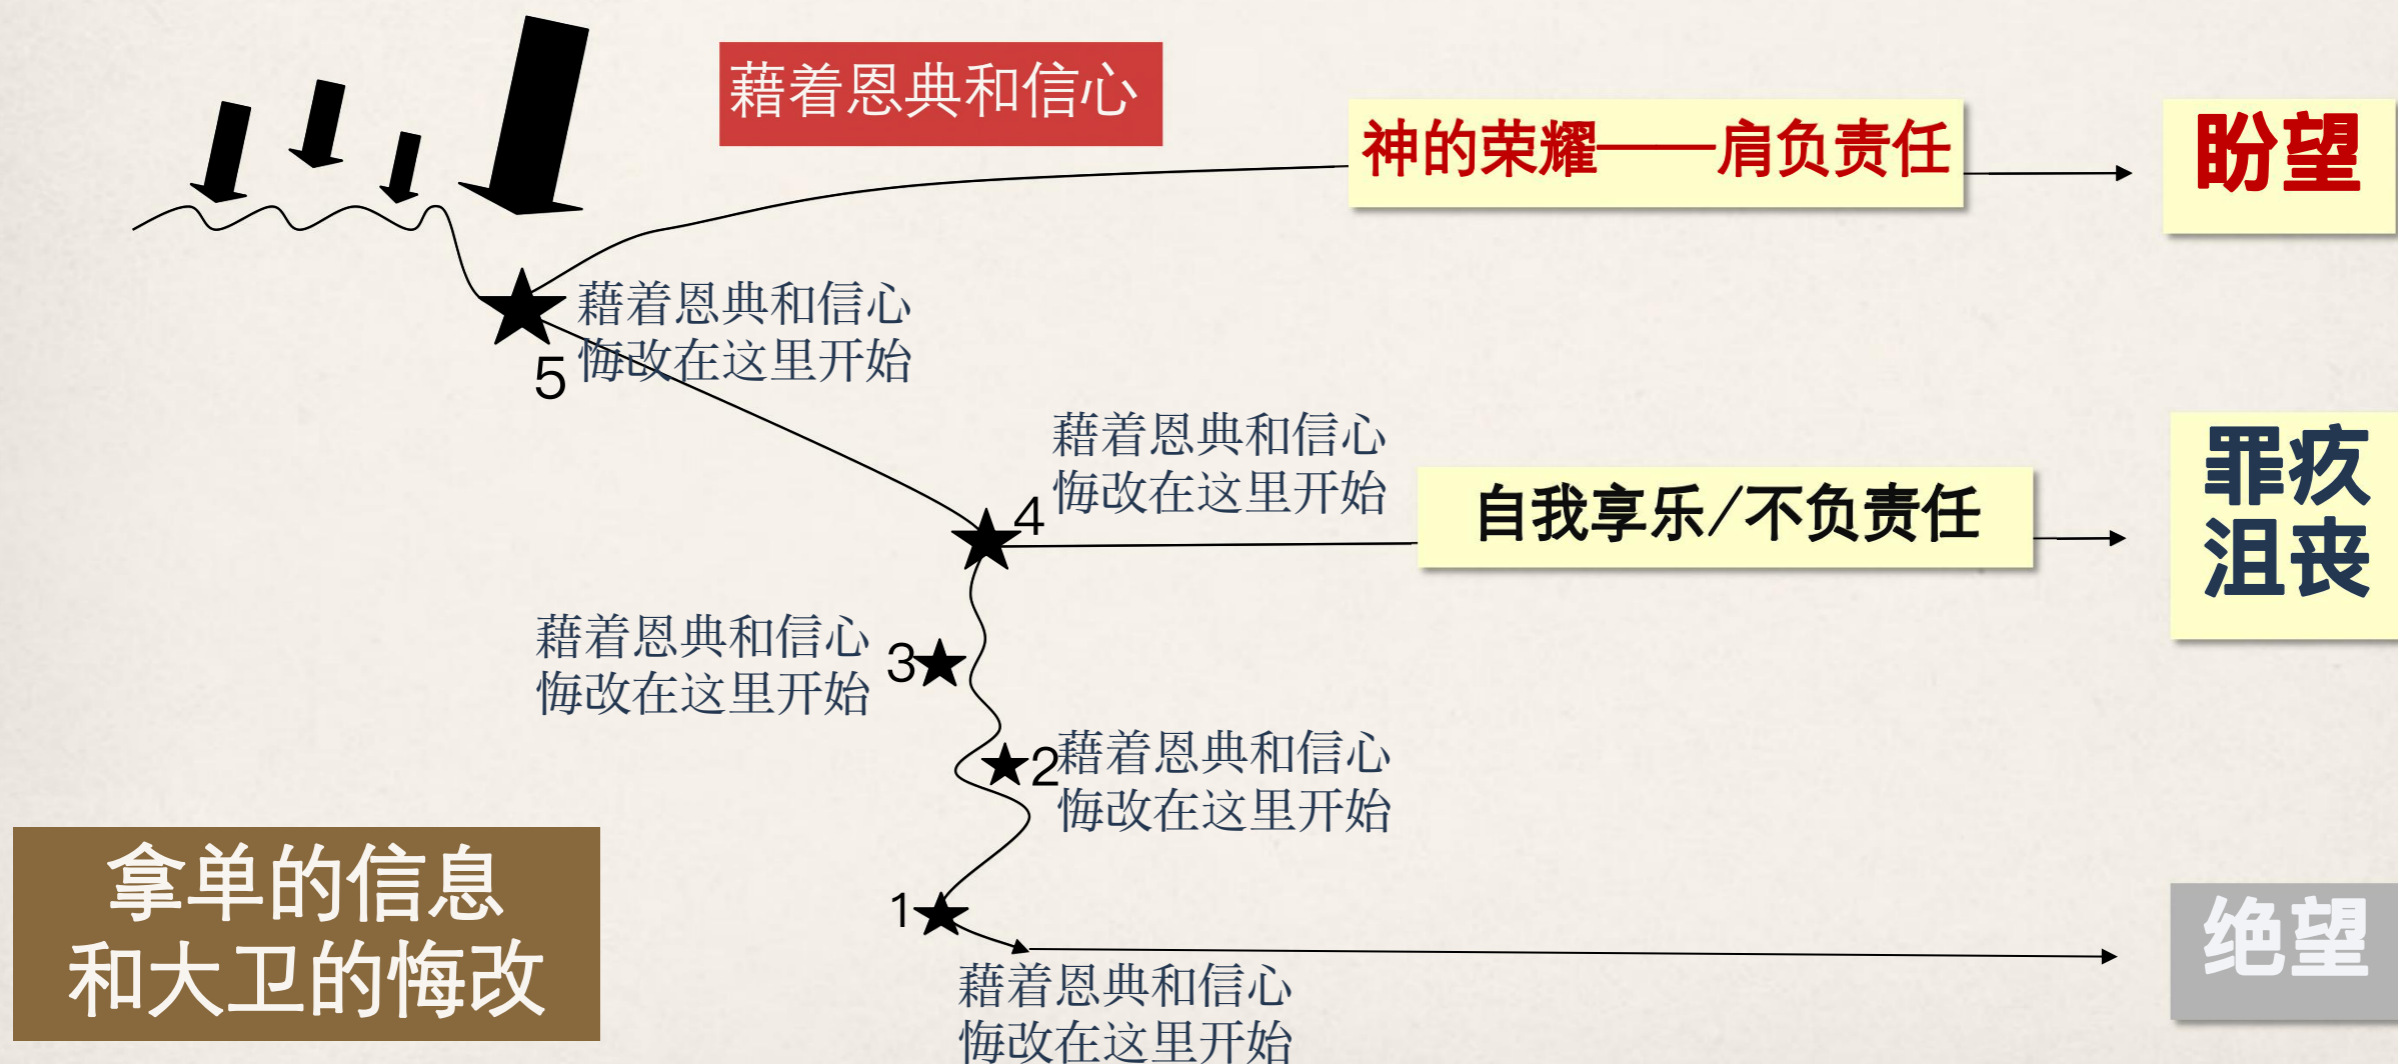 藉着恩典和信心
神的荣耀——肩负责任
盼望
藉着恩典和信心
悔改在这里开始
5
藉着恩典和信心
悔改在这里开始
4
自我享乐/不负责任
罪疚
沮丧
藉着恩典和信心
悔改在这里开始
3
2
藉着恩典和信心
悔改在这里开始
拿单的信息
和大卫的悔改
1
绝望
藉着恩典和信心
悔改在这里开始